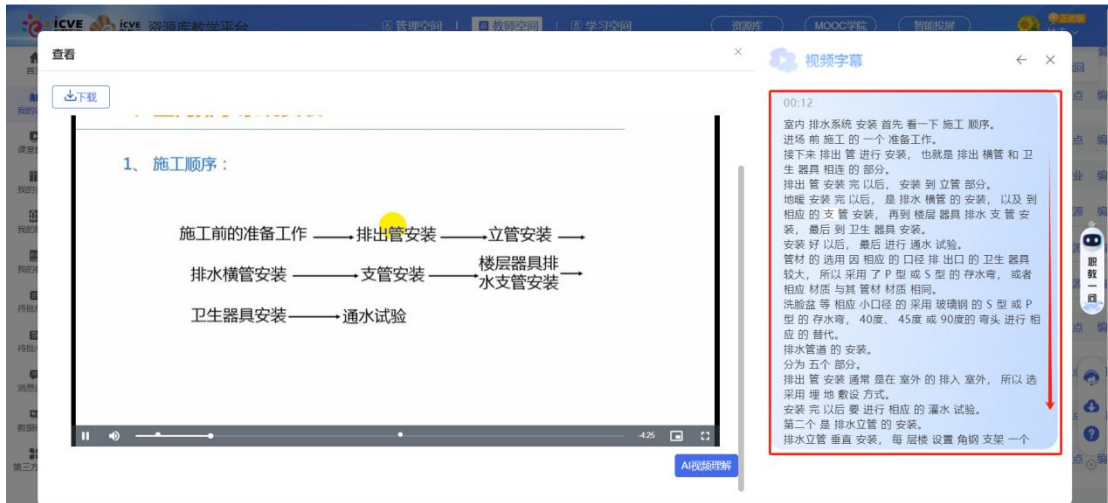 icve 资源库教学平台
管理空间 | 教师空间 | 学习空间
资源库 MOOC学院 智能投屏
查看
下载
1、 施工顺序：
施工前的准备工作 → 排出管安装 → 立管安装 →
排水横管安装 → 支管安装 → 楼层器具排水支管安装 →
卫生器具安装 → 通水试验
-4:25
AI视频理解
视频字幕
00:12
室内 排水系统 安装 首先 看一下 施工 顺序。
进场 前 施工 的 一个 准备工作。
接下来 排出 管 进行 安装， 也就是 排出 横管 和 卫
生 器具 相连 的 部分。
排出 管 安装 完 以后， 安装 到 立管 部分。
地暖 安装 完 以后， 是 排水 横管 的 安装， 以及 到
相应 的 支 管 安装， 再到 楼层 器具 排水 支 管 安
装， 最后 到 卫生 器具 安装。
安装 好 以后， 最后 进行 通水 试验。
管材 的 选用 因 相应 的 口径 排 出口 的 卫生 器具
较大， 所以 采用 了 P 型 或 S 型 的 存水弯， 或者
相应 材质 与其 管材 材质 相同。
洗脸盆 等 相应 小口径 的 采用 玻璃钢 的 S 型 或 P
型 的 存水弯， 40度、 45度 或 90度的 弯头 进行 相
应 的 替代。
排水管道 的 安装。
分为 五个 部分。
排出 管 安装 通常 是在 室外 的 排入 室外， 所以 选
采用 埋 地 敷设 方式。
安装 完 以后 要 进行 相应 的 灌水 试验。
第二个 是 排水立管 的 安装。
排水立管 垂直 安装， 每 层楼 设置 角钢 支架 一个
职教一问